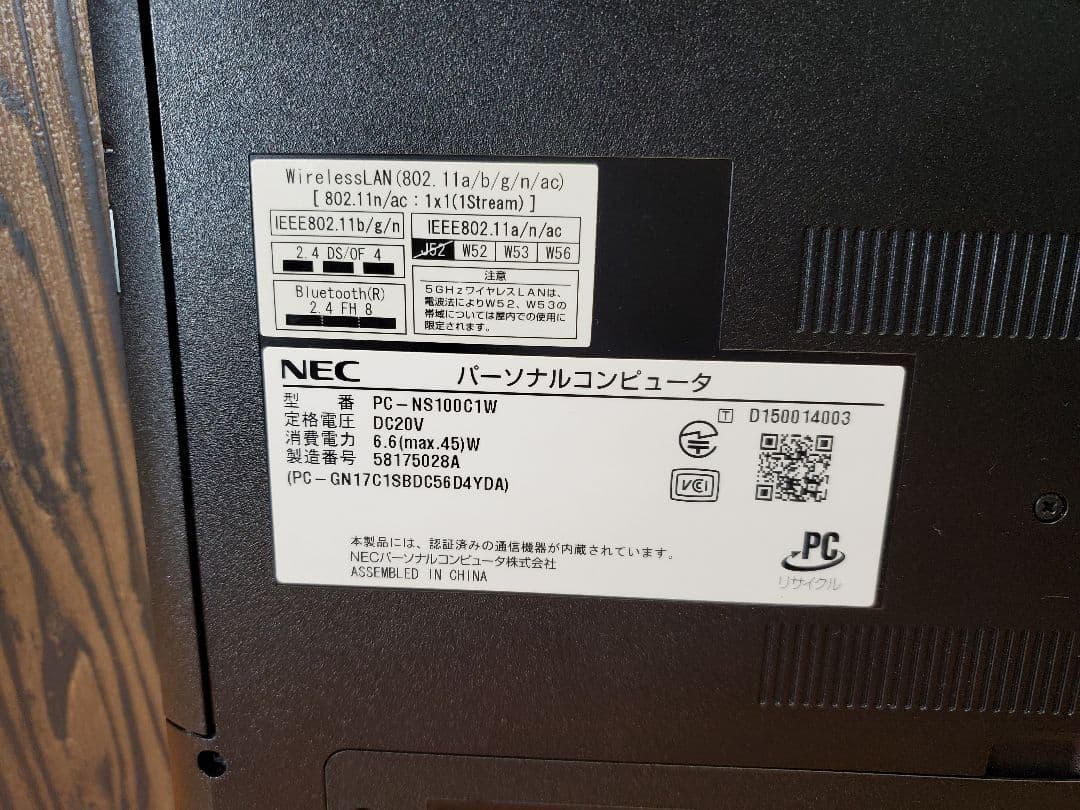 WirelessLAN(802.11a/b/g/n/ac)
[ 802.11n/ac : 1x1(1Stream) ]
IEEE802.11b/g/n
IEEE802.11a/n/ac
2.4 DS/OF 4
J52 W52 W53 W56
Bluetooth(R)
2.4 FH 8
注意
5GHzワイヤレスLANは、
電波法によりW52、W53の
帯域については屋内での使用に
限定されます。
NEC パーソナルコンピュータ
型 番 PC-NS100C1W
定格電圧 DC20V
消費電力 6.6(max.45)W
製造番号 58175028A
(PC-GN17C1SBDC56D4YDA)
T D150014003
VCI
本製品には、認証済みの通信機器が内蔵されています。
NECパーソナルコンピュータ株式会社
ASSEMBLED IN CHINA
PC
リサイクル